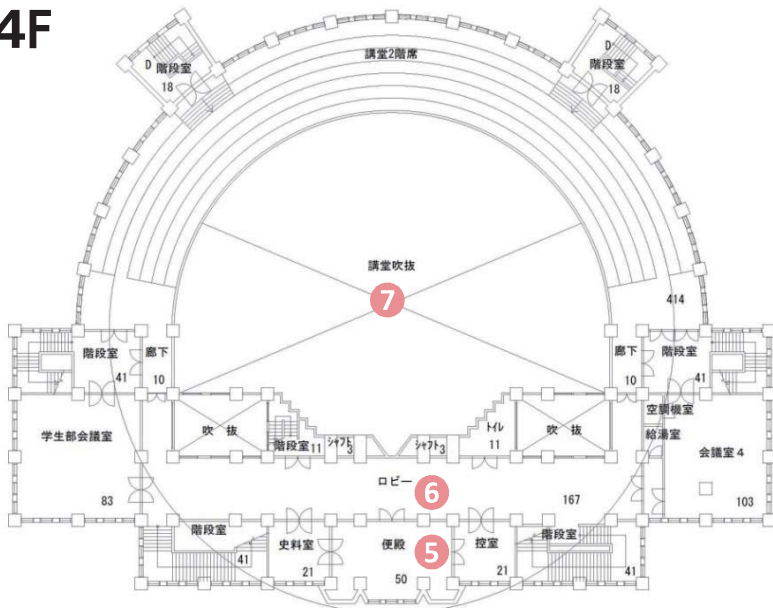 4F
D
階段室
18
講堂2階席
D
階段室
18
講堂吹抜
7
414
階段室
41
廊下
10
廊下
10
階段室
41
吹抜
階段室11
シャフト3
シャフト3
トイレ
11
吹抜
空調機室
給湯室
学生部会議室
83
ロビー
6
167
会議室4
103
階段室
41
史料室
21
便殿
5
50
控室
21
階段室
41